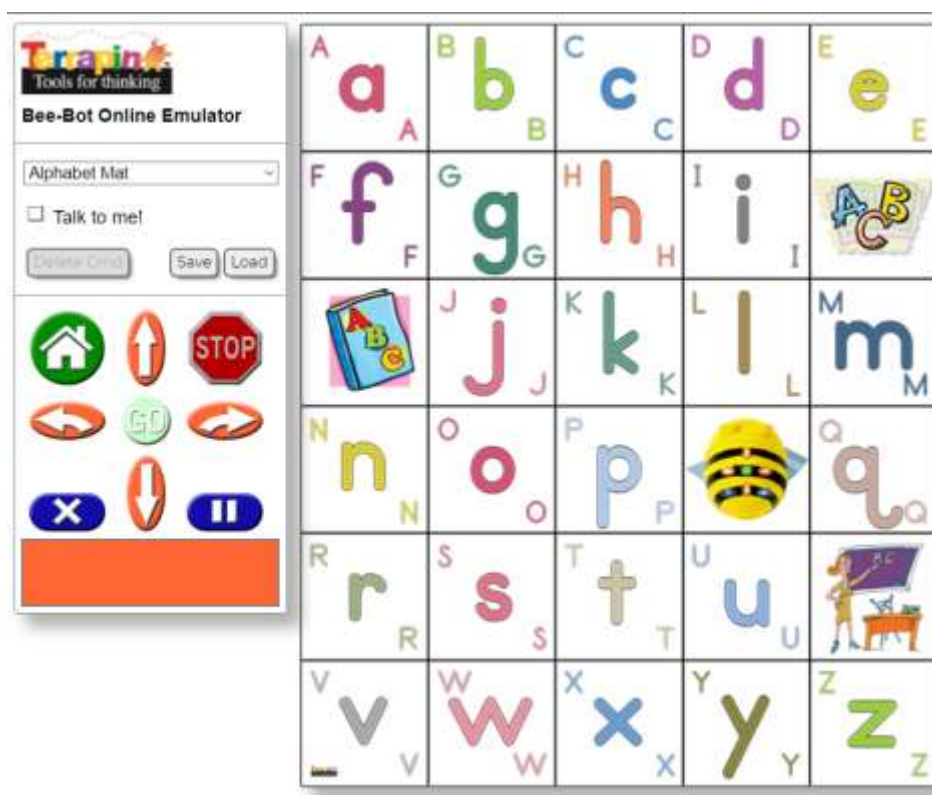 Terrapin
Tools for thinking
Bee-Bot Online Emulator
Alphabet Mat
Talk to me!
Delete Cmd
Save
Load
STOP
GO
A a A
B b B
C c C
D d D
E e E
F f F
G g G
H h H
I i I
A B C
A B C
J j J
K k K
L l L
M m M
N n N
O o O
P p P
Q q Q
R r R
S s S
T t T
U u U
V v V
W w W
X x X
Y y Y
Z z Z